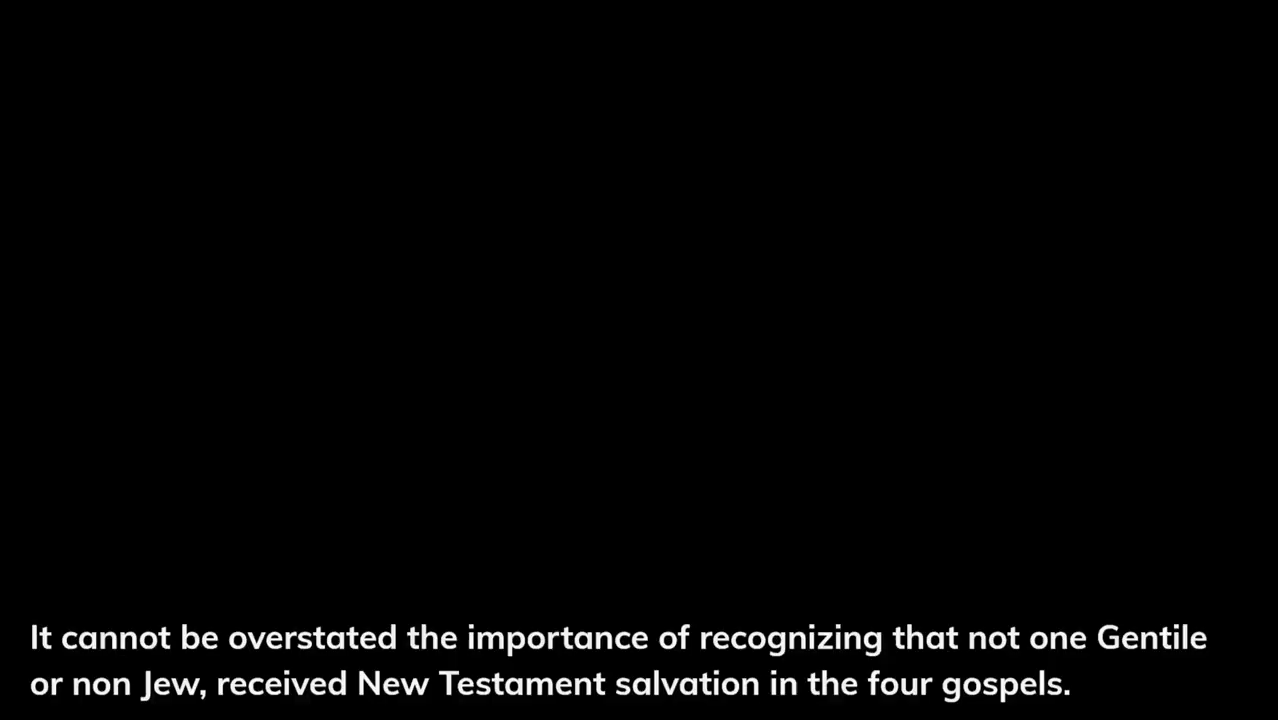 It cannot be overstated the importance of recognizing that not one Gentile
or non Jew, received New Testament salvation in the four gospels.